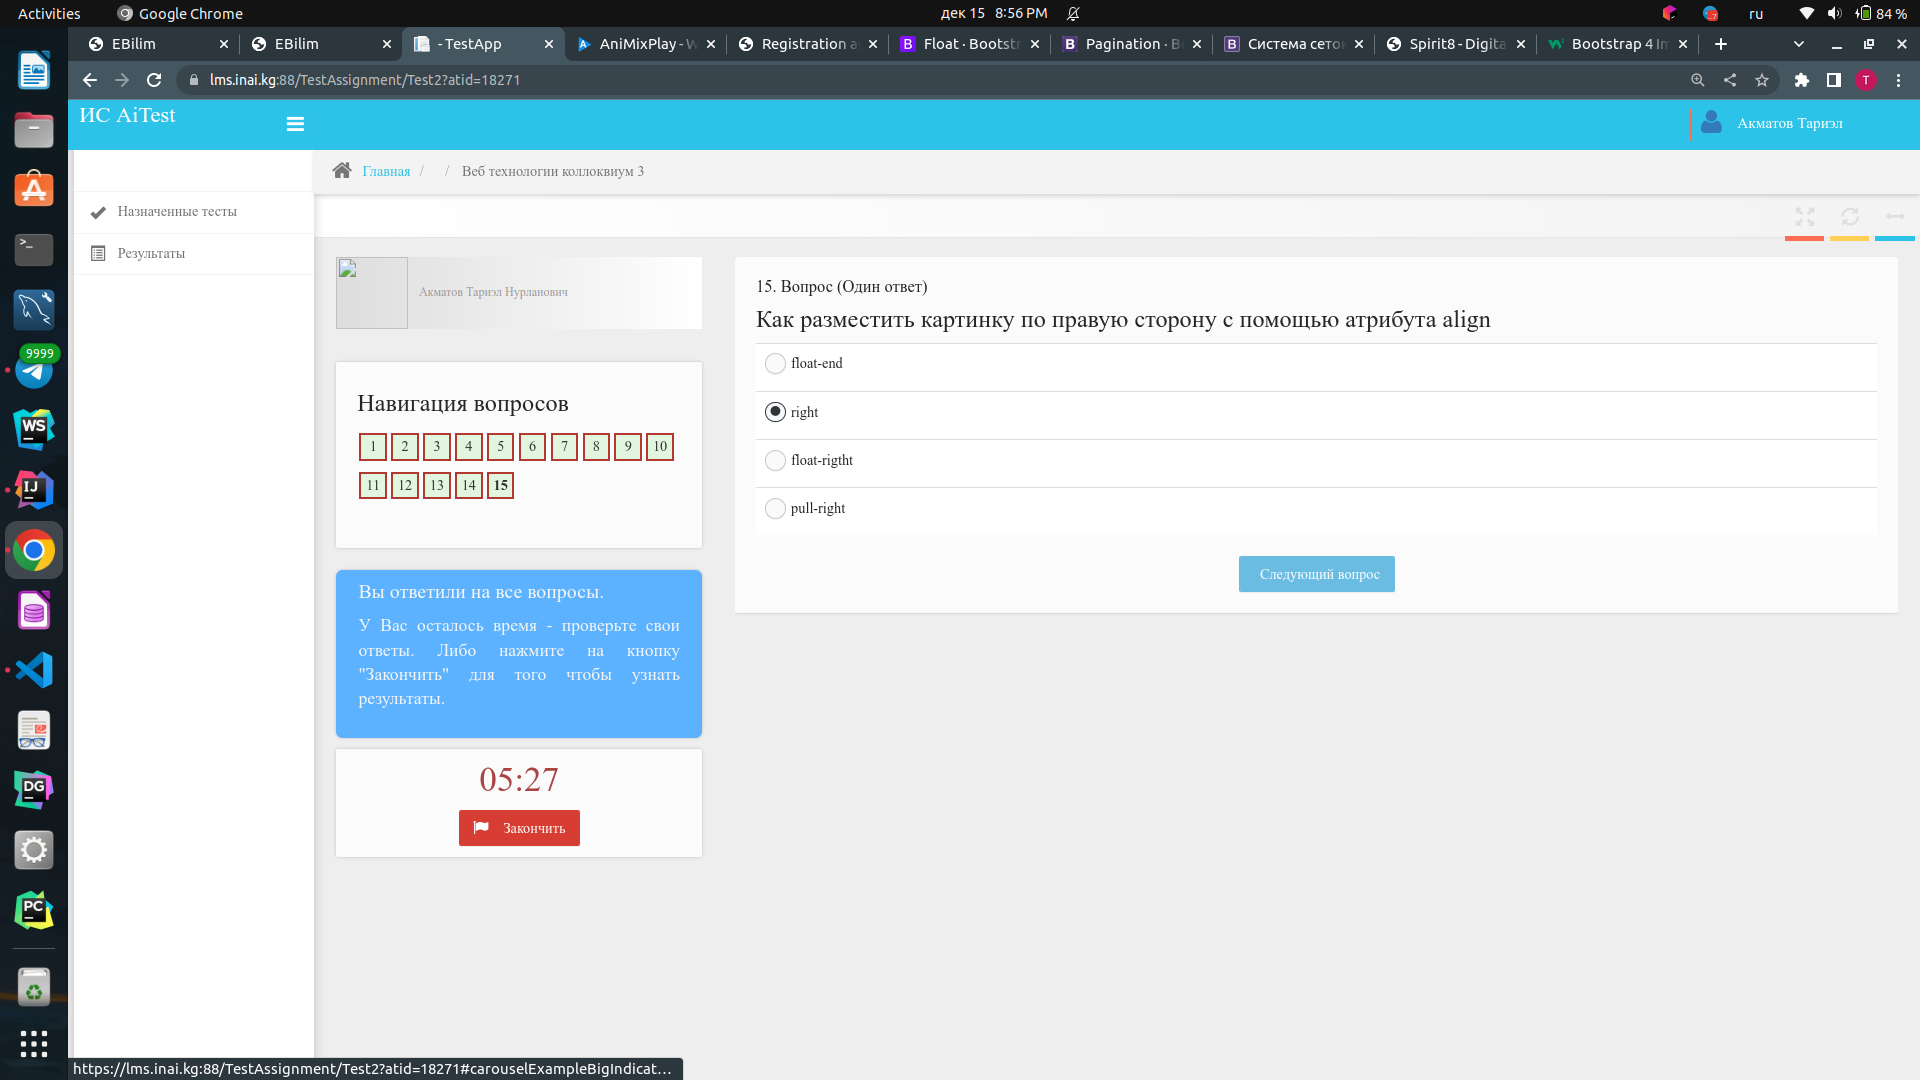 Activities
Google Chrome
дек 15 8:56 PM
ru
84 %
EBilim
EBilim
- TestApp
AniMixPlay - W
Registration a
Float · Bootstr
Pagination · B
Система сеток
Spirit8 - Digita
Bootstrap 4 Im
lms.inai.kg:88/TestAssignment/Test2?atid=18271
T
ИС AiTest
Акматов Тариэл
Главная / / Веб технологии коллоквиум 3
Назначенные тесты
Результаты
Акматов Тариэл Нурланович
Навигация вопросов
1 2 3 4 5 6 7 8 9 10
11 12 13 14 15
Вы ответили на все вопросы.
У Вас осталось время - проверьте свои
ответы. Либо нажмите на кнопку
"Закончить" для того чтобы узнать
результаты.
05:27
Закончить
15. Вопрос (Один ответ)
Как разместить картинку по правую сторону с помощью атрибута align
float-end
right
float-rigtht
pull-right
Следующий вопрос
9999
WS
IJ
DG
PC
https://lms.inai.kg:88/TestAssignment/Test2?atid=18271#carouselExampleBigIndicat...